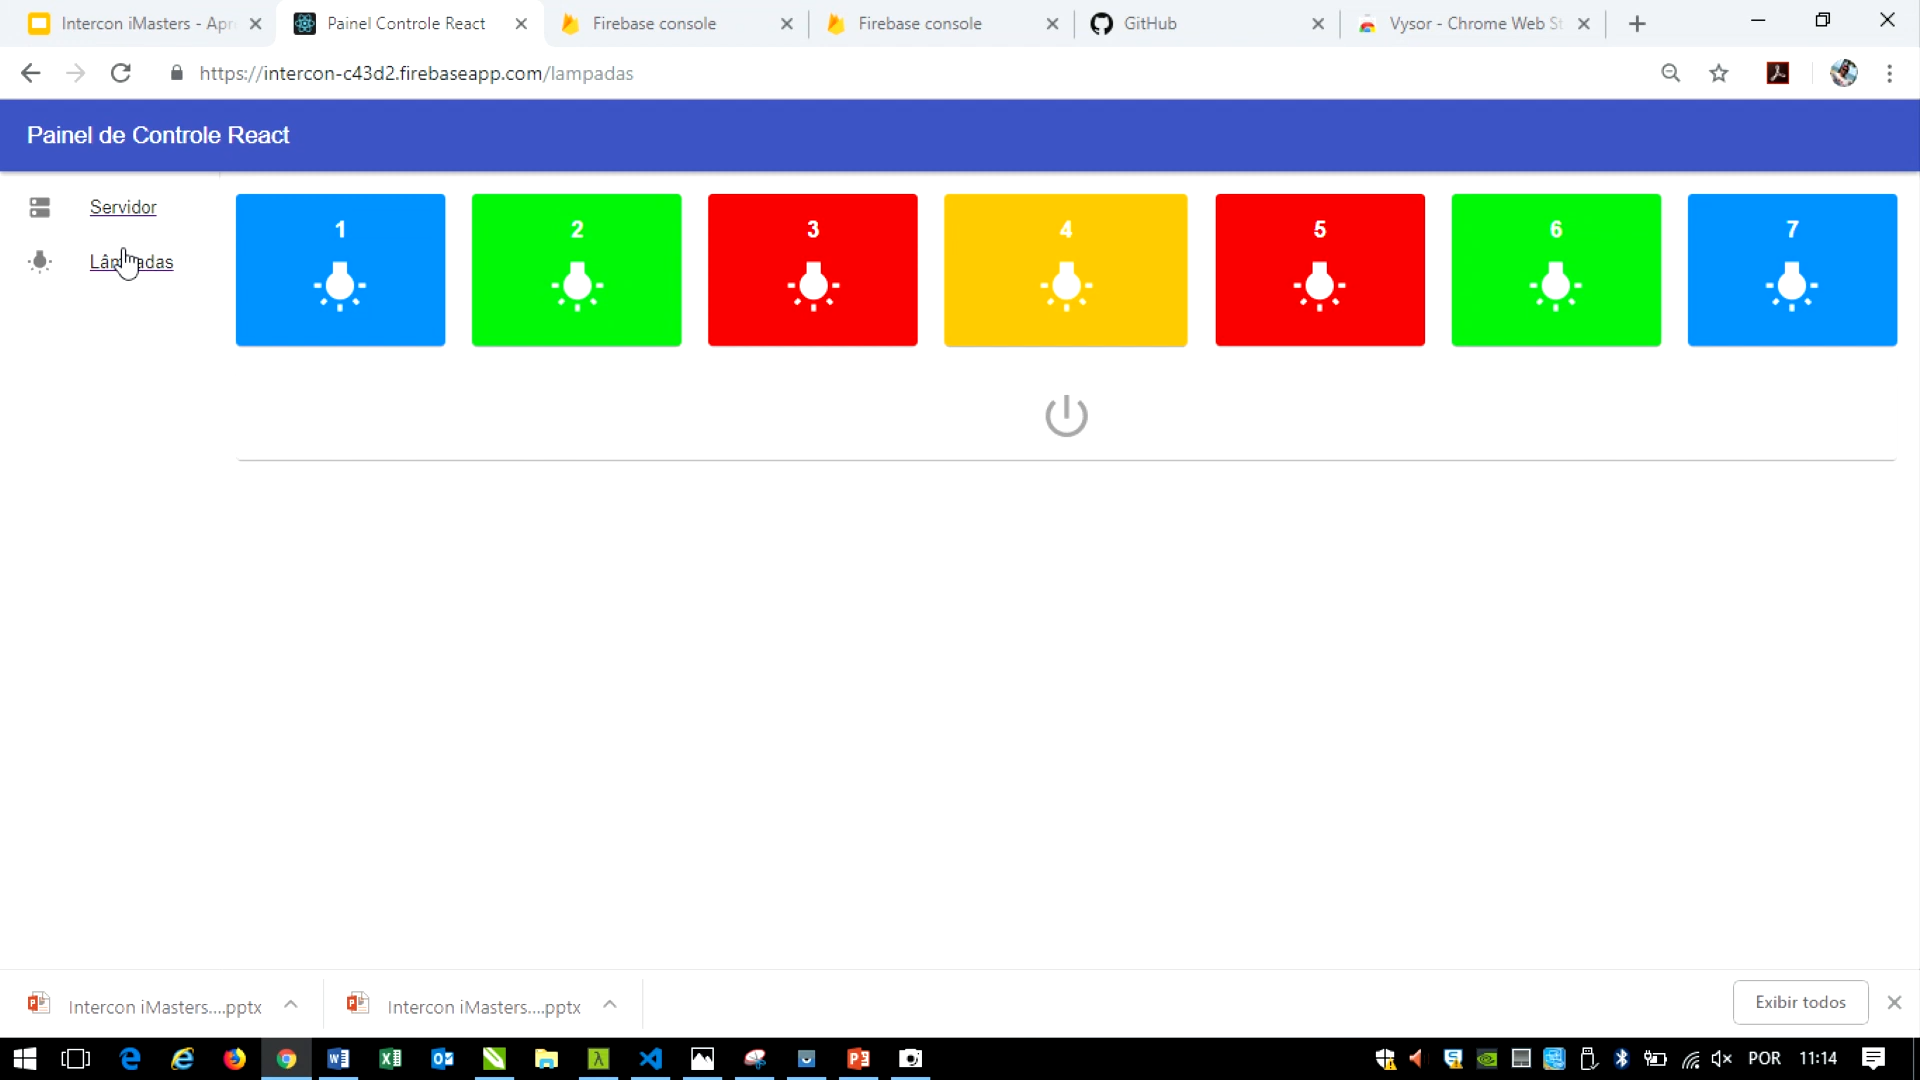 Intercon iMasters - Apr
Painel Controle React
Firebase console
Firebase console
GitHub
Vysor - Chrome Web St
https://intercon-c43d2.firebaseapp.com/lampadas
Painel de Controle React
Servidor
Lâmpadas
1
2
3
4
5
6
7
Intercon iMasters....pptx
Intercon iMasters....pptx
Exibir todos
POR
11:14